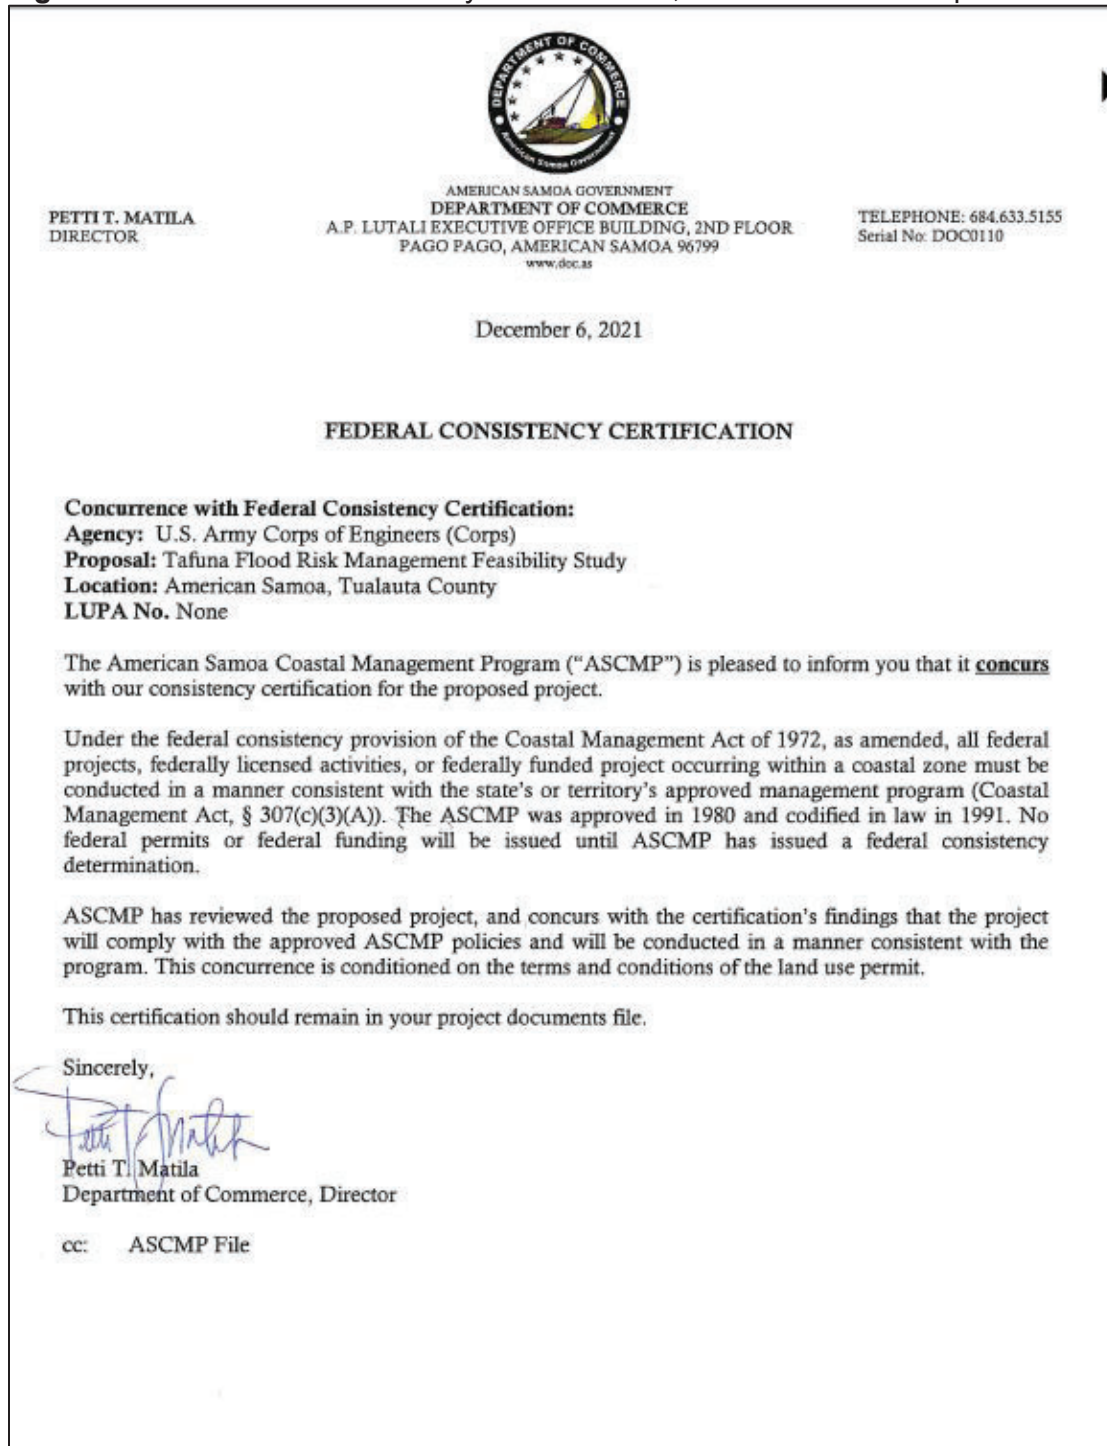 DEPARTMENT OF COMMERCE
American Samoa Government
AMERICAN SAMOA GOVERNMENT
DEPARTMENT OF COMMERCE
A.P. LUTALI EXECUTIVE OFFICE BUILDING, 2ND FLOOR
PAGO PAGO, AMERICAN SAMOA 96799
www.doc.as
PETTI T. MATILA
DIRECTOR
TELEPHONE: 684.633.5155
Serial No: DOC0110
December 6, 2021
FEDERAL CONSISTENCY CERTIFICATION
Concurrence with Federal Consistency Certification:
Agency: U.S. Army Corps of Engineers (Corps)
Proposal: Tafuna Flood Risk Management Feasibility Study
Location: American Samoa, Tualauta County
LUPA No. None
The American Samoa Coastal Management Program ("ASCMP") is pleased to inform you that it concurs
with our consistency certification for the proposed project.
Under the federal consistency provision of the Coastal Management Act of 1972, as amended, all federal
projects, federally licensed activities, or federally funded project occurring within a coastal zone must be
conducted in a manner consistent with the state's or territory's approved management program (Coastal
Management Act, § 307(c)(3)(A)). The ASCMP was approved in 1980 and codified in law in 1991. No
federal permits or federal funding will be issued until ASCMP has issued a federal consistency
determination.
ASCMP has reviewed the proposed project, and concurs with the certification's findings that the project
will comply with the approved ASCMP policies and will be conducted in a manner consistent with the
program. This concurrence is conditioned on the terms and conditions of the land use permit.
This certification should remain in your project documents file.
Sincerely,
Petti T Matila
Petti T. Matila
Department of Commerce, Director
cc: ASCMP File